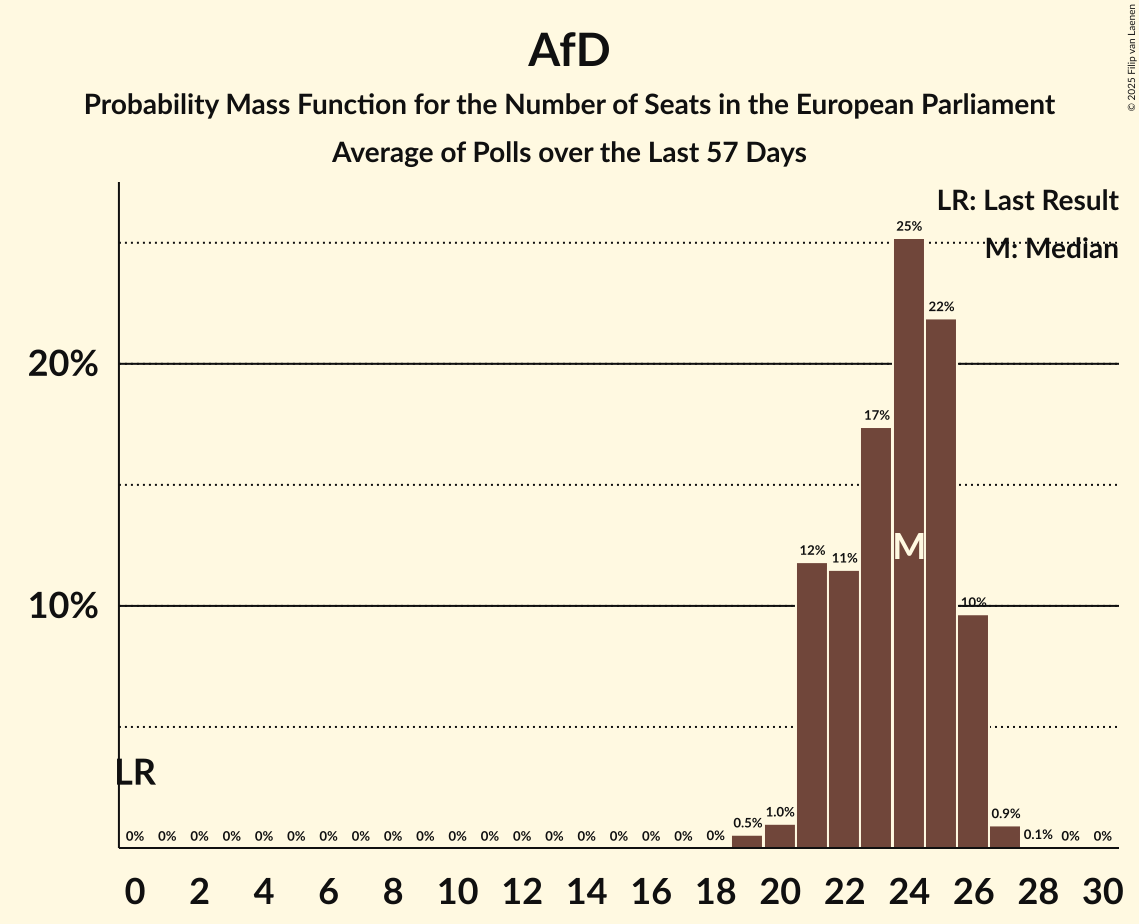 © 2025 Filip van Laenen
AfD
Probability Mass Function for the Number of Seats in the European Parliament
Average of Polls over the Last 57 Days
LR: Last Result
M: Median
25%
22%
20%
17%
M
12%
11%
10%
10%
LR
0% 0% 0% 0% 0% 0% 0% 0% 0% 0% 0% 0% 0% 0% 0% 0% 0% 0% 0% 0.5% 1.0% 0.9% 0.1% 0% 0%
0 2 4 6 8 10 12 14 16 18 20 22 24 26 28 30